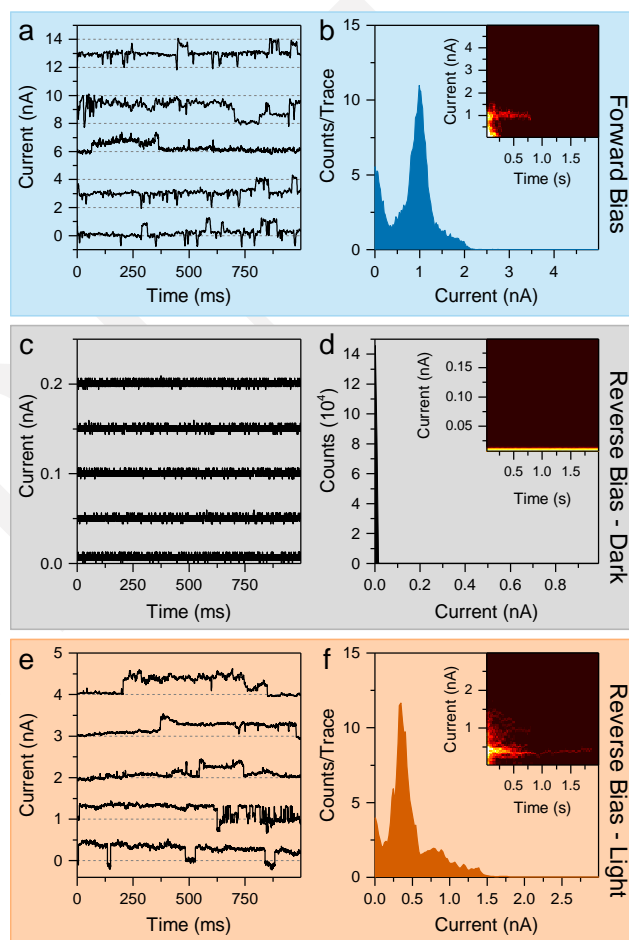 a
14
12
10
8
6
4
2
0
Current (nA)
0 250 500 750
Time (ms)
b
15
10
5
0
Counts/Trace
0 1 2 3 4
Current (nA)
4
3
2
1
Current (nA)
0.5 1.0 1.5
Time (s)
Forward Bias
c
0.2
0.1
0.0
Current (nA)
0 250 500 750
Time (ms)
d
14
12
10
8
6
4
2
0
Counts (10⁴)
0.0 0.2 0.4 0.6 0.8
Current (nA)
0.20
0.15
0.10
0.05
Current (nA)
0.5 1.0 1.5
Time (s)
Reverse Bias - Dark
e
5
4
3
2
1
0
Current (nA)
0 250 500 750
Time (ms)
f
15
10
5
0
Counts/Trace
0.0 0.5 1.0 1.5 2.0 2.5
Current (nA)
2
1
Current (nA)
0.5 1.0 1.5
Time (s)
Reverse Bias - Light